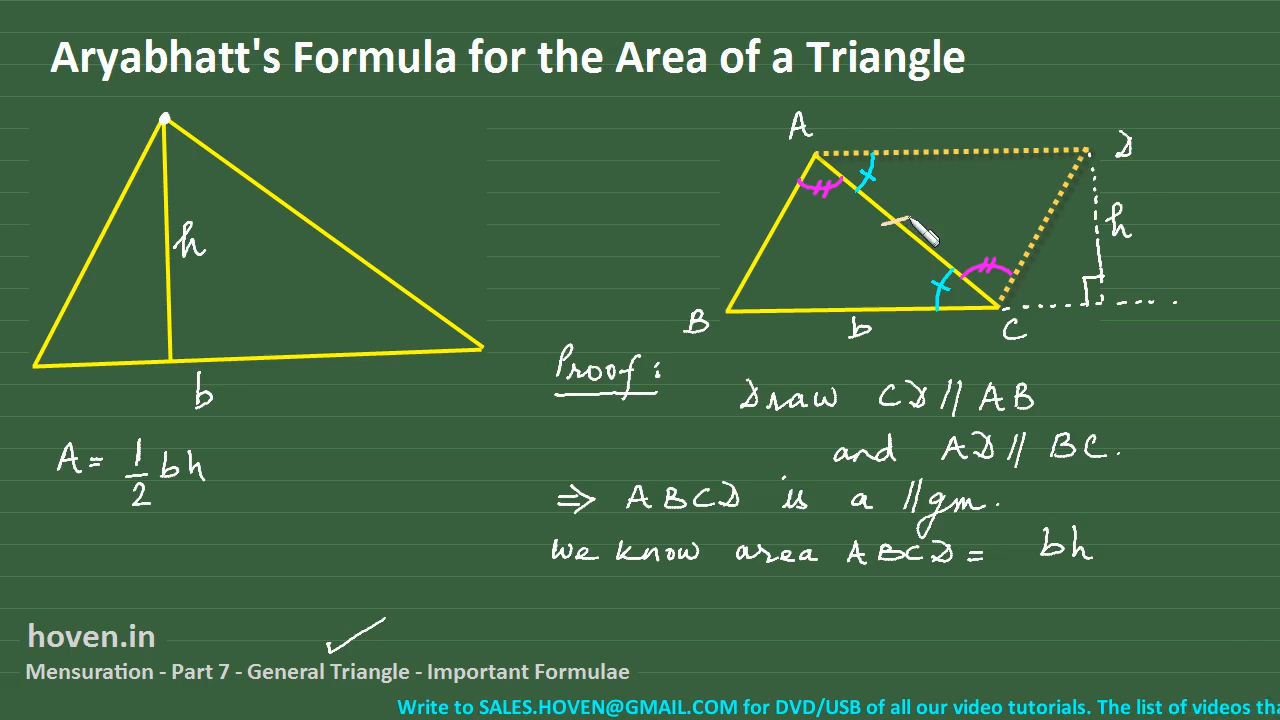 Aryabhatt's Formula for the Area of a Triangle
h
b
A = 1/2 bh
A
D
h
B
b
C
Proof :
Draw CD // AB
and AD // BC.
⇒ ABCD is a //gm.
We know area ABCD = bh
hoven.in
Mensuration - Part 7 - General Triangle - Important Formulae
Write to SALES.HOVEN@GMAIL.COM for DVD/USB of all our video tutorials. The list of videos